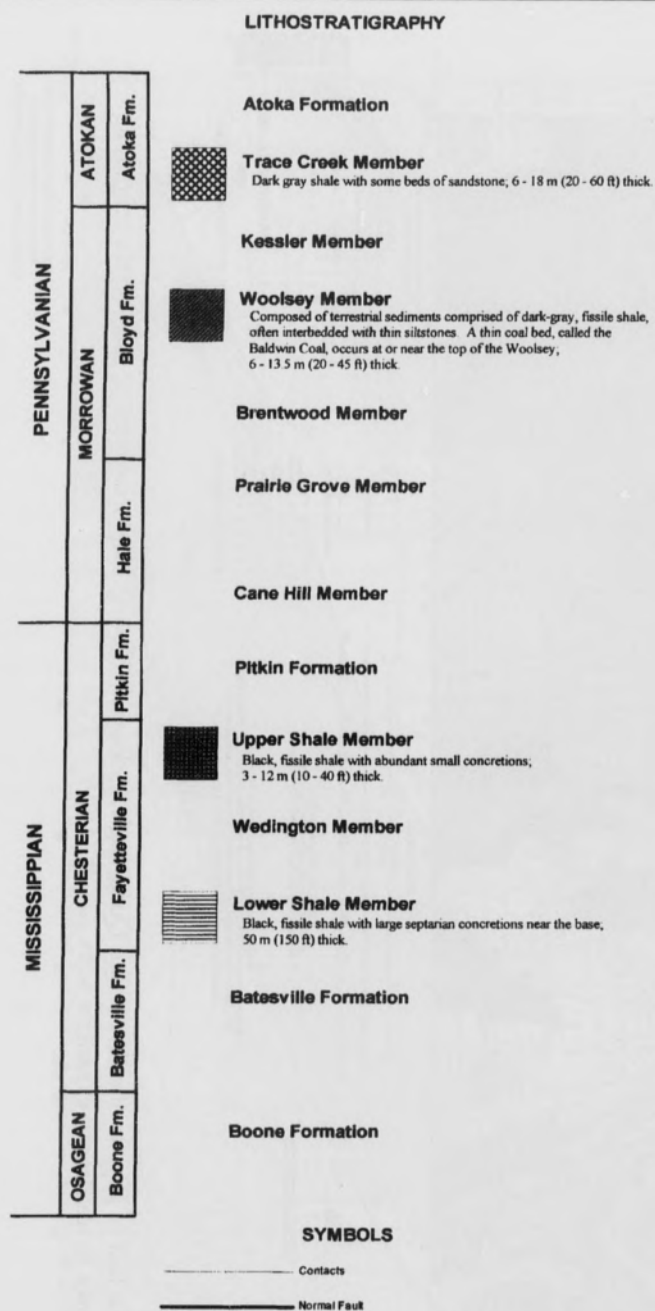 LITHOSTRATIGRAPHY
PENNSYLVANIAN
MISSISSIPPIAN
ATOKAN
MORROWAN
CHESTERIAN
OSAGEAN
Atoka Fm.
Bloyd Fm.
Hale Fm.
Pitkin Fm.
Fayetteville Fm.
Batesville Fm.
Boone Fm.
Atoka Formation
Trace Creek Member
Dark gray shale with some beds of sandstone; 6 - 18 m (20 - 60 ft) thick.
Kessler Member
Woolsey Member
Composed of terrestrial sediments comprised of dark-gray, fissile shale,
often interbedded with thin siltstones. A thin coal bed, called the
Baldwin Coal, occurs at or near the top of the Woolsey;
6 - 13.5 m (20 - 45 ft) thick.
Brentwood Member
Prairie Grove Member
Cane Hill Member
Pitkin Formation
Upper Shale Member
Black, fissile shale with abundant small concretions;
3 - 12 m (10 - 40 ft) thick.
Wedington Member
Lower Shale Member
Black, fissile shale with large septarian concretions near the base;
50 m (150 ft) thick.
Batesville Formation
Boone Formation
SYMBOLS
Contacts
Normal Fault